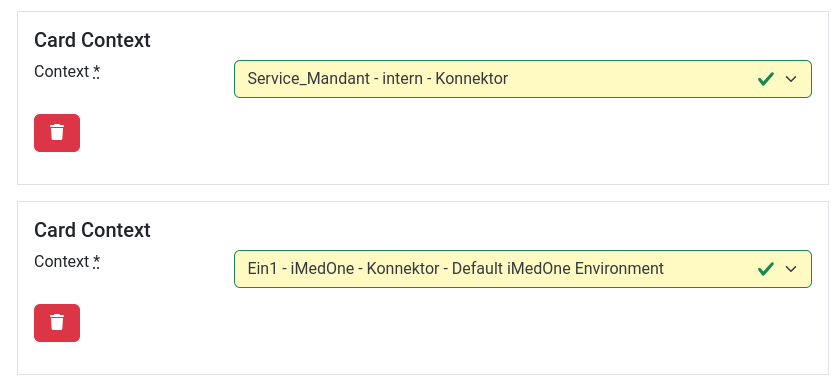 Card Context
Context *
Service_Mandant - intern - Konnektor
Card Context
Context *
Ein1 - iMedOne - Konnektor - Default iMedOne Environment